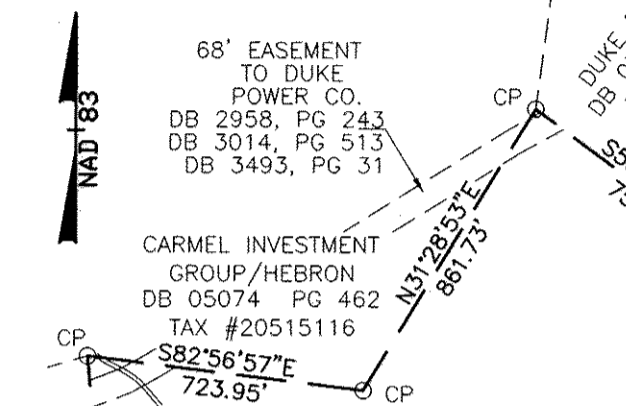 68' EASEMENT
TO DUKE
POWER CO.
DB 2958, PG 243
DB 3014, PG 513
DB 3493, PG 31
NAD '83
CP
DUKE
DB
N31°28'53"E
861.73'
CARMEL INVESTMENT
GROUP/HEBRON
DB 05074 PG 462
TAX #20515116
CP
S82°56'57"E
723.95'
CP